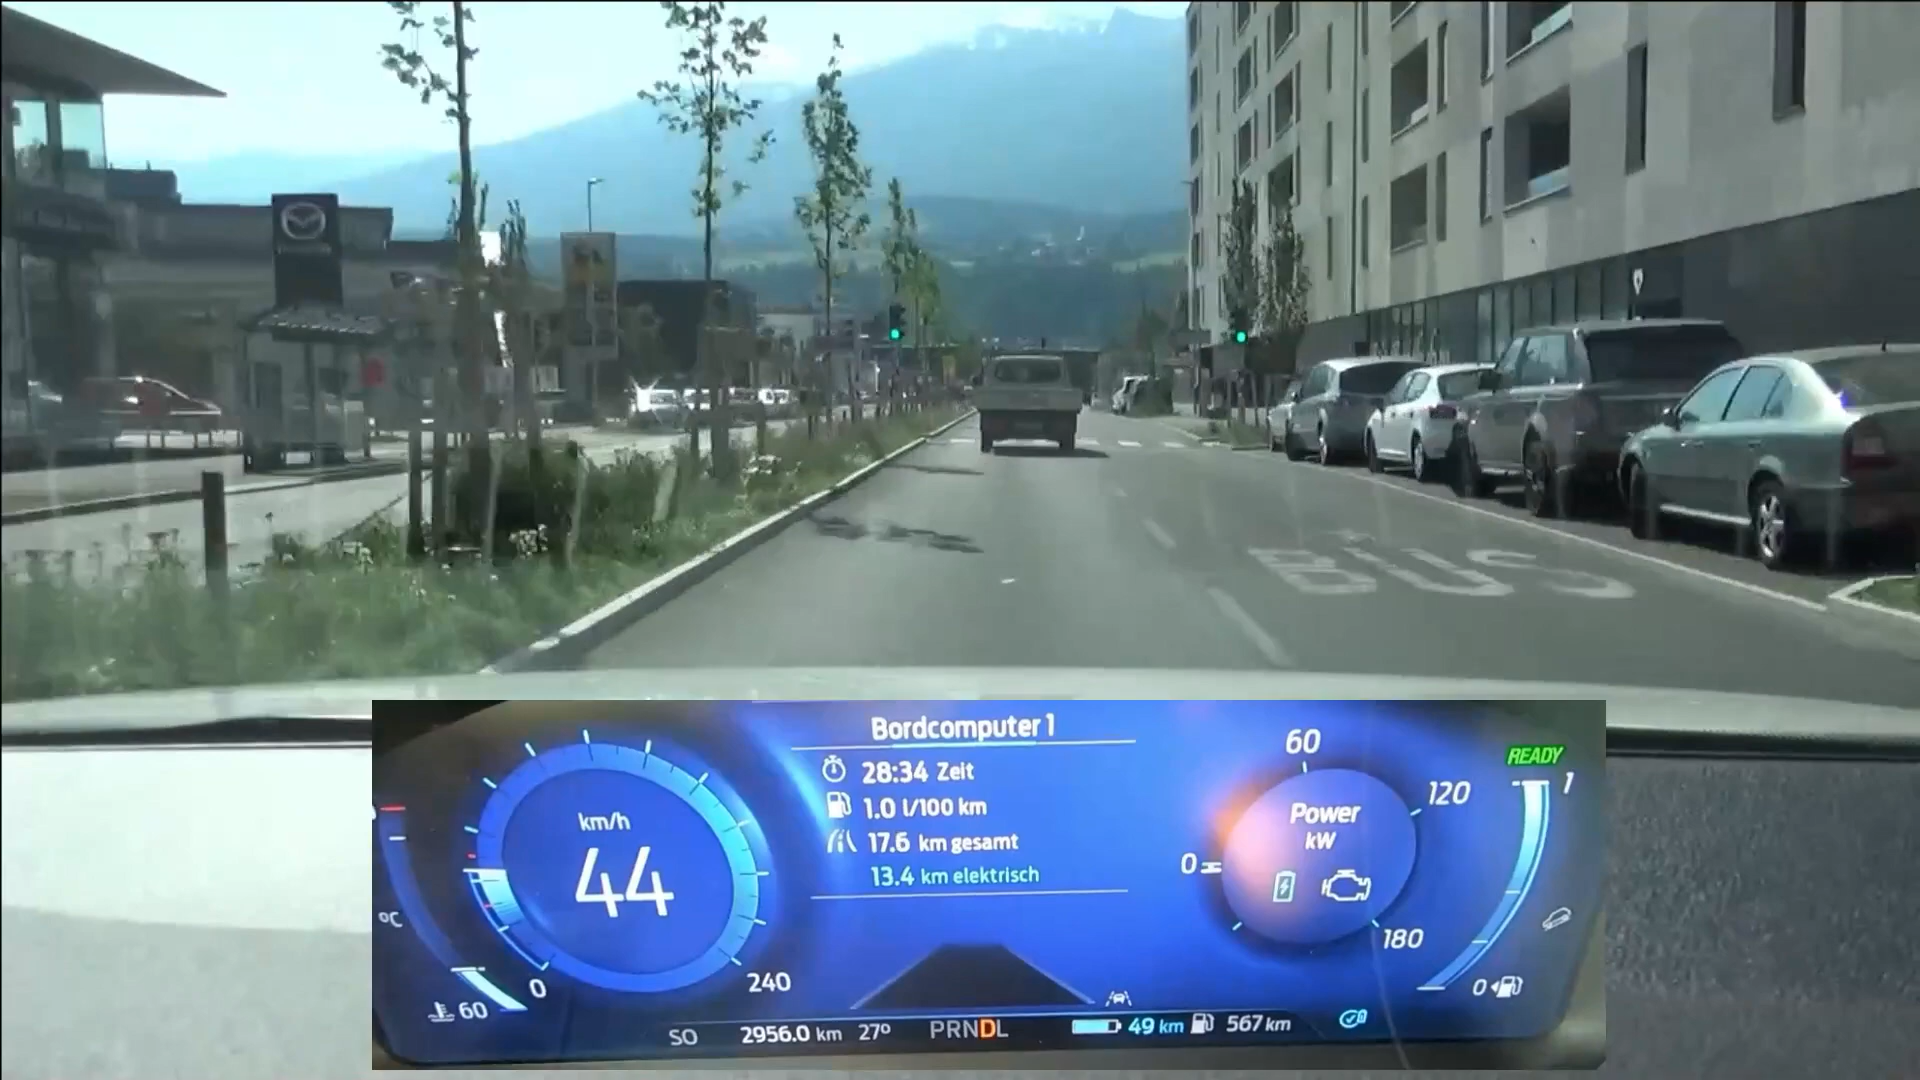 BUS
Bordcomputer 1
28:34 Zeit
1.0 l/100 km
17.6 km gesamt
13.4 km elektrisch
km/h
44
0
240
°C
60
60
120
180
0
Power
kW
READY
1
0
SO 2956.0 km 27° PRNDL 49 km 567 km